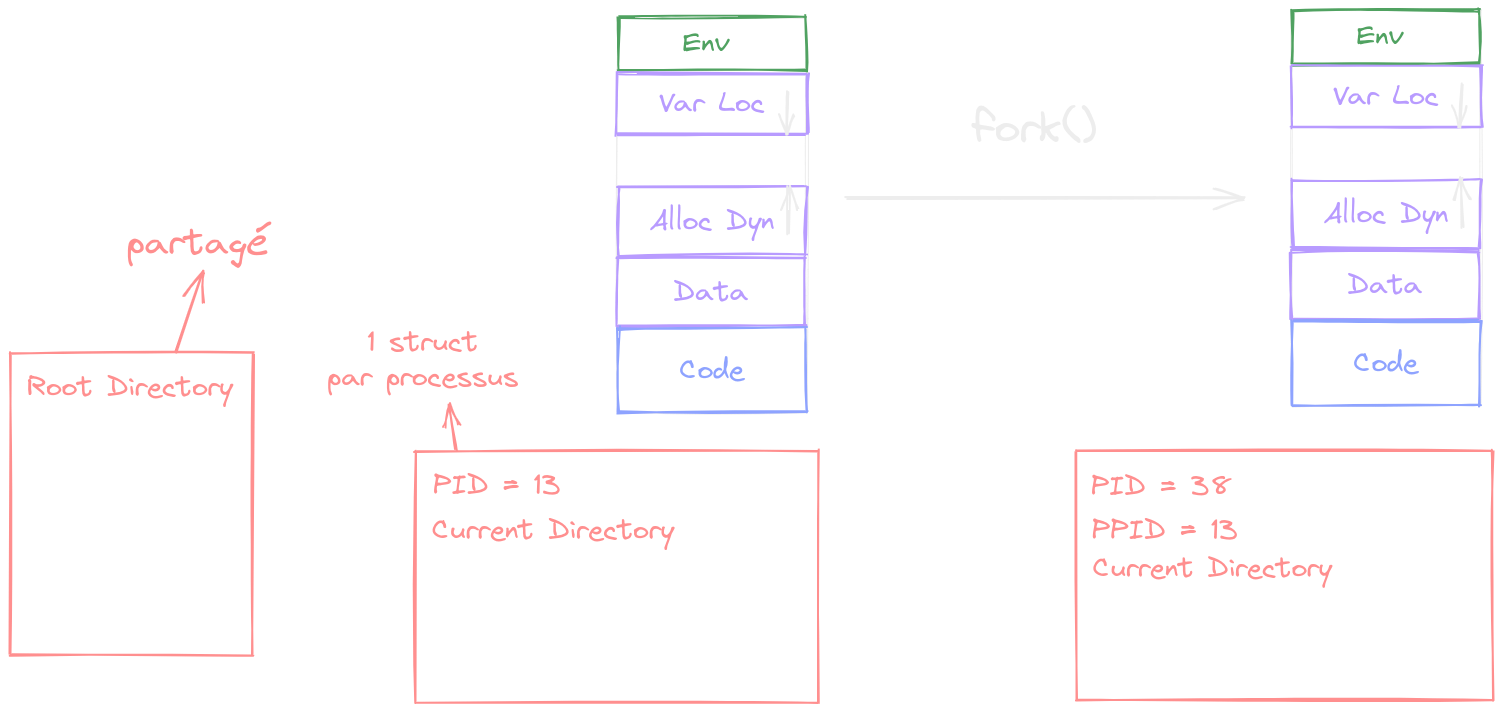 partagé
Root Directory
1 struct
par processus
Env
Var Loc
Alloc Dyn
Data
Code
PID = 13
Current Directory
fork()
Env
Var Loc
Alloc Dyn
Data
Code
PID = 38
PPID = 13
Current Directory